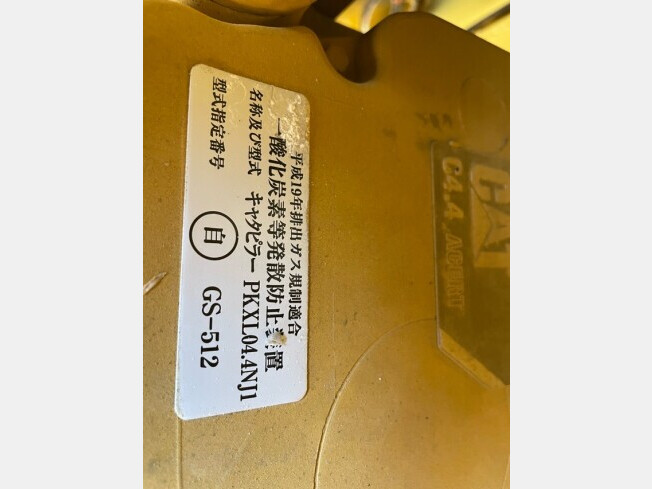 平成19年排出ガス規制適合
一酸化炭素等発散防止装置
名称及び型式 キャタピラー PKXL04.4NJ1
型式指定番号 自 GS-512
CAT
C4.4 ACERT